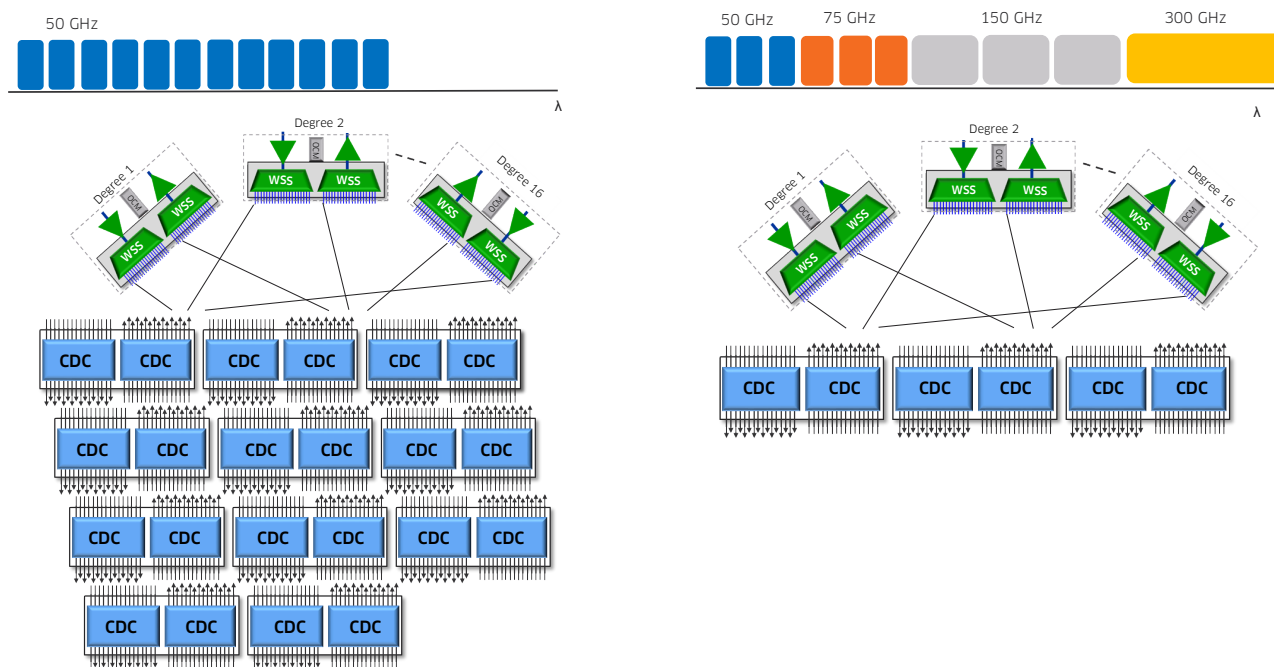 50 GHz
λ
Degree 1
OCM
WSS
WSS
Degree 2
OCM
WSS
WSS
Degree 16
OCM
WSS
WSS
CDC CDC CDC CDC CDC CDC
CDC CDC CDC CDC CDC CDC
CDC CDC CDC CDC CDC CDC
CDC CDC CDC CDC
50 GHz 75 GHz 150 GHz 300 GHz
λ
Degree 1
OCM
WSS
WSS
Degree 2
OCM
WSS
WSS
Degree 16
OCM
WSS
WSS
CDC CDC CDC CDC CDC CDC